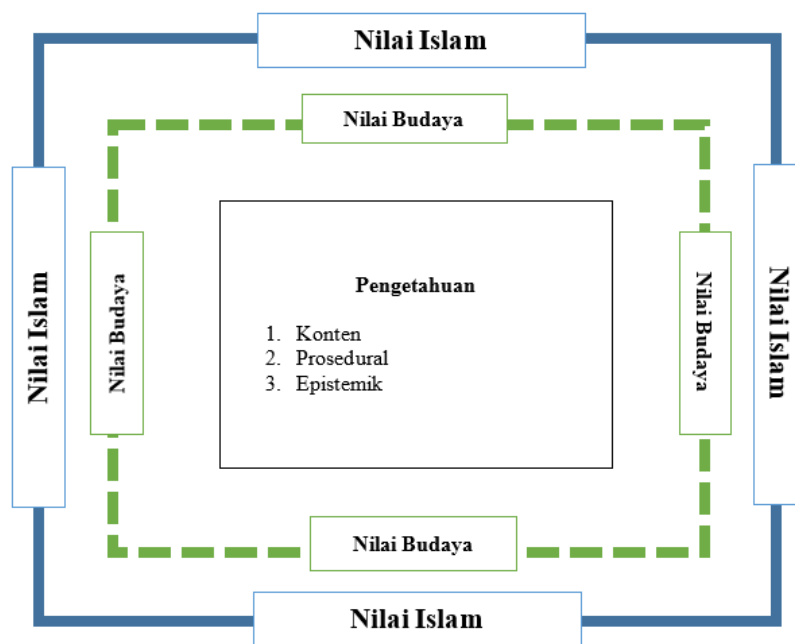 Nilai Islam
Nilai Budaya
Nilai Islam
Nilai Budaya
Pengetahuan
1. Konten
2. Prosedural
3. Epistemik
Nilai Budaya
Nilai Islam
Nilai Budaya
Nilai Islam